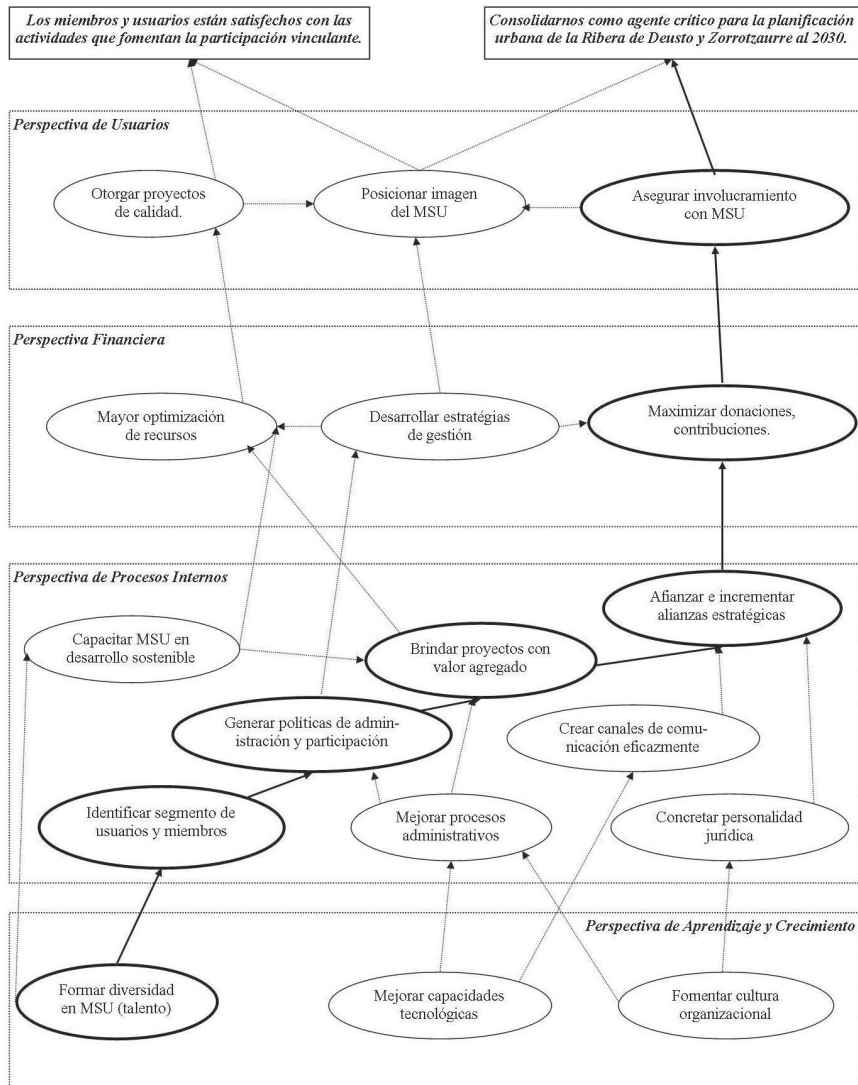 Los miembros y usuarios están satisfechos con las
actividades que fomentan la participación vinculante.
Consolidarnos como agente crítico para la planificación
urbana de la Ribera de Deusto y Zorrotzaurre al 2030.
Perspectiva de Usuarios
Otorgar proyectos
de calidad.
Posicionar imagen
del MSU
Asegurar involucramiento
con MSU
Perspectiva Financiera
Mayor optimización
de recursos
Desarrollar estratégias
de gestión
Maximizar donaciones,
contribuciones.
Perspectiva de Procesos Internos
Afianzar e incrementar
alianzas estratégicas
Capacitar MSU en
desarrollo sostenible
Brindar proyectos con
valor agregado
Generar políticas de admin-
istración y participación
Crear canales de comu-
nicación eficazmente
Identificar segmento de
usuarios y miembros
Mejorar procesos
administrativos
Concretar personalidad
jurídica
Perspectiva de Aprendizaje y Crecimiento
Formar diversidad
en MSU (talento)
Mejorar capacidades
tecnológicas
Fomentar cultura
organizacional